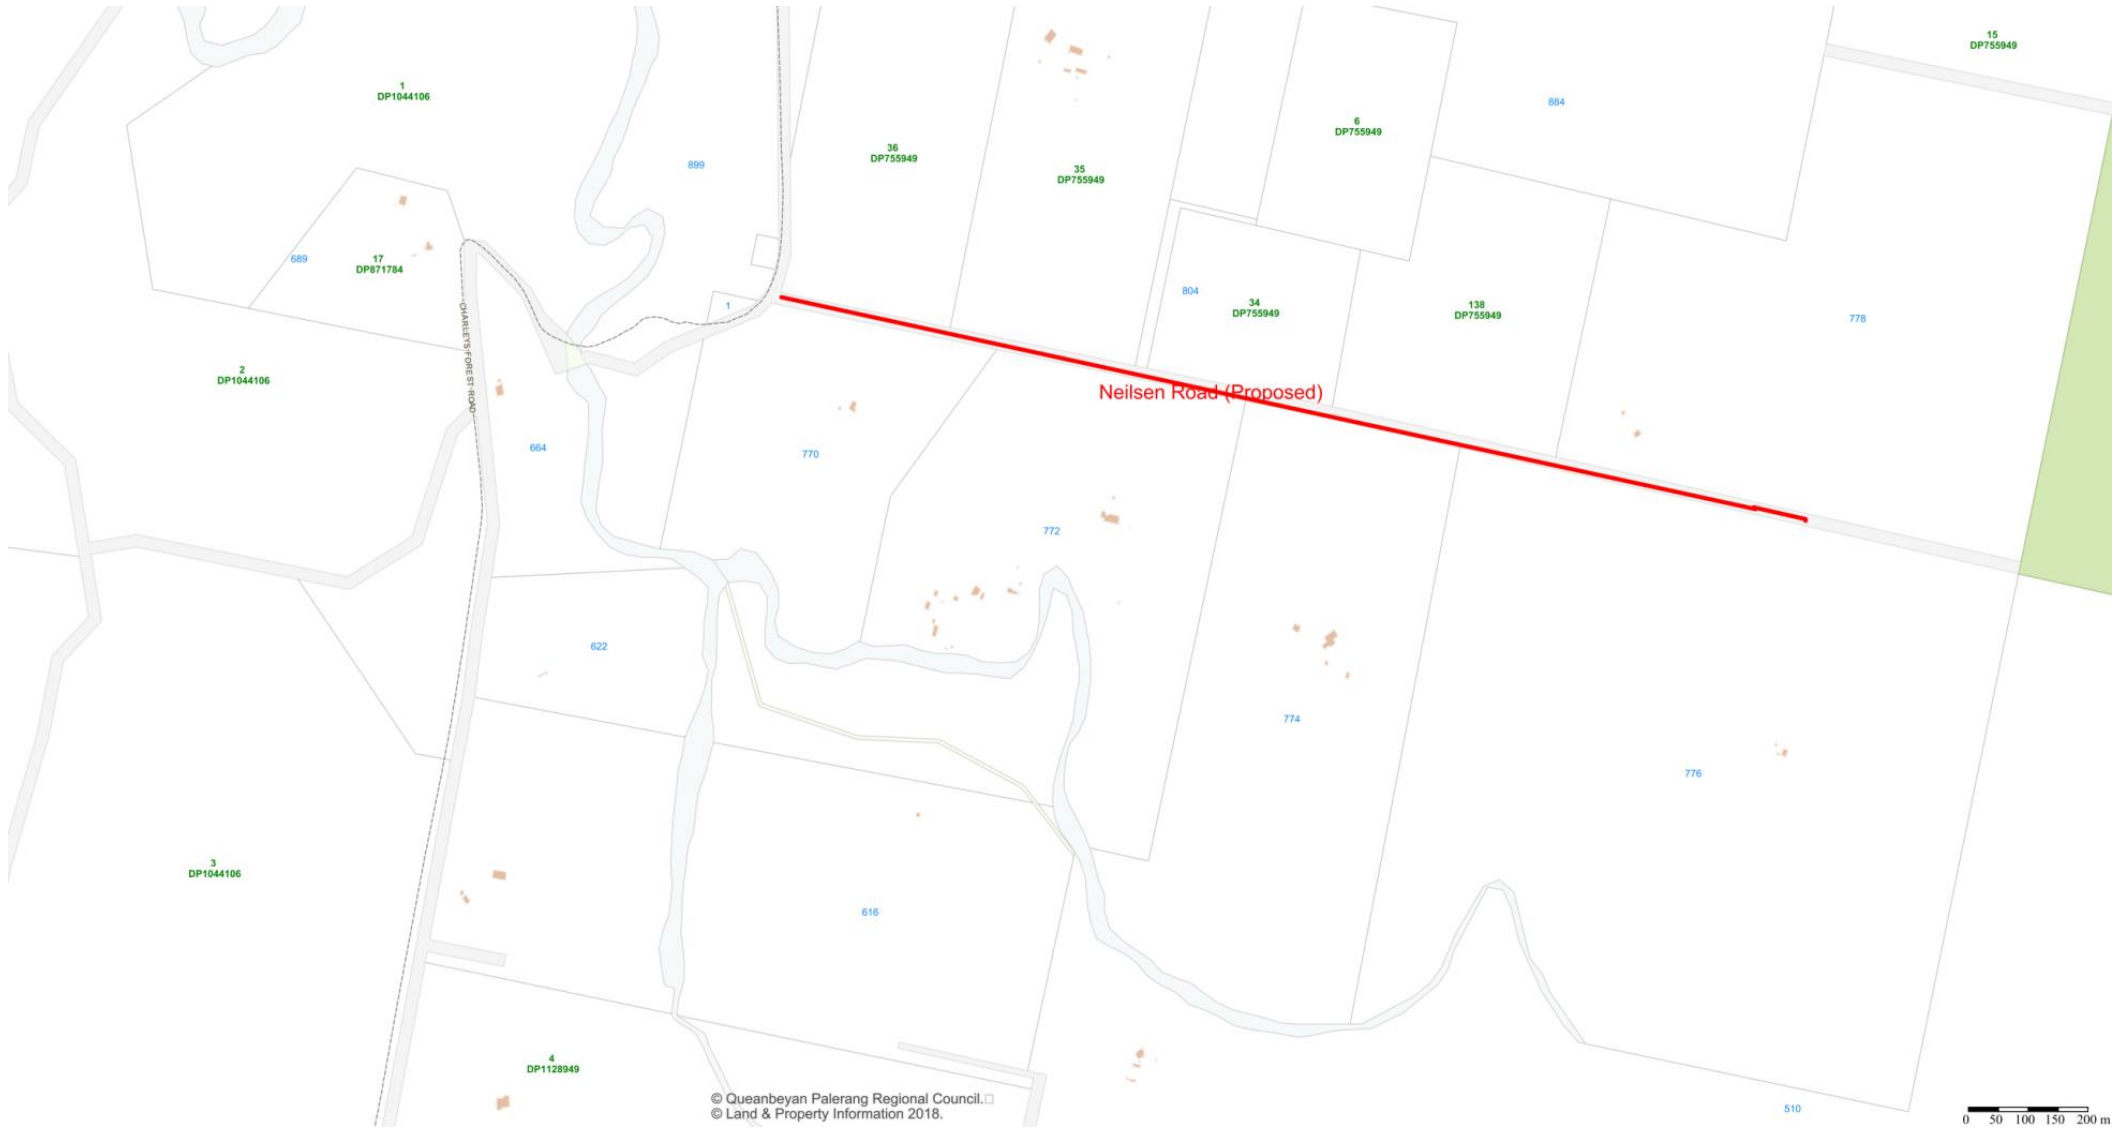 15
DP755949
1
DP1044106
884
6
DP755949
36
DP755949
899
35
DP755949
689
17
DP871784
804
1
34
DP755949
138
DP755949
778
CHARLEYS FOREST ROAD
2
DP1044106
Neilsen Road (Proposed)
664
770
772
622
774
776
3
DP1044106
616
4
DP1128949
© Queanbeyan Palerang Regional Council.
© Land & Property Information 2018.
510
0 50 100 150 200 m